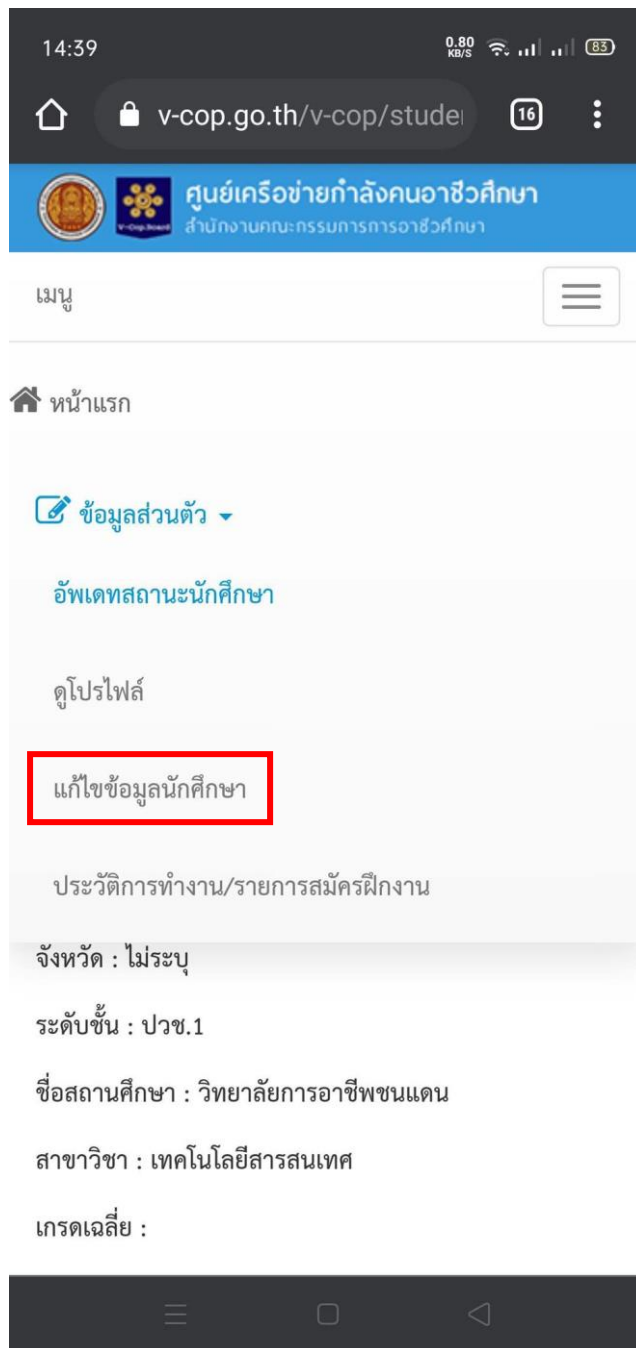 14:39
0.80 KB/S
83
v-cop.go.th/v-cop/studer
16
ศูนย์เครือข่ายกำลังคนอาชีวศึกษา
V-Cop.Board
สำนักงานคณะกรรมการการอาชีวศึกษา
เมนู
หน้าแรก
ข้อมูลส่วนตัว
อัพเดทสถานะนักศึกษา
ดูโปรไฟล์
แก้ไขข้อมูลนักศึกษา
ประวัติการทำงาน/รายการสมัครฝึกงาน
จังหวัด : ไม่ระบุ
ระดับชั้น : ปวช.1
ชื่อสถานศึกษา : วิทยาลัยการอาชีพชนแดน
สาขาวิชา : เทคโนโลยีสารสนเทศ
เกรดเฉลี่ย :